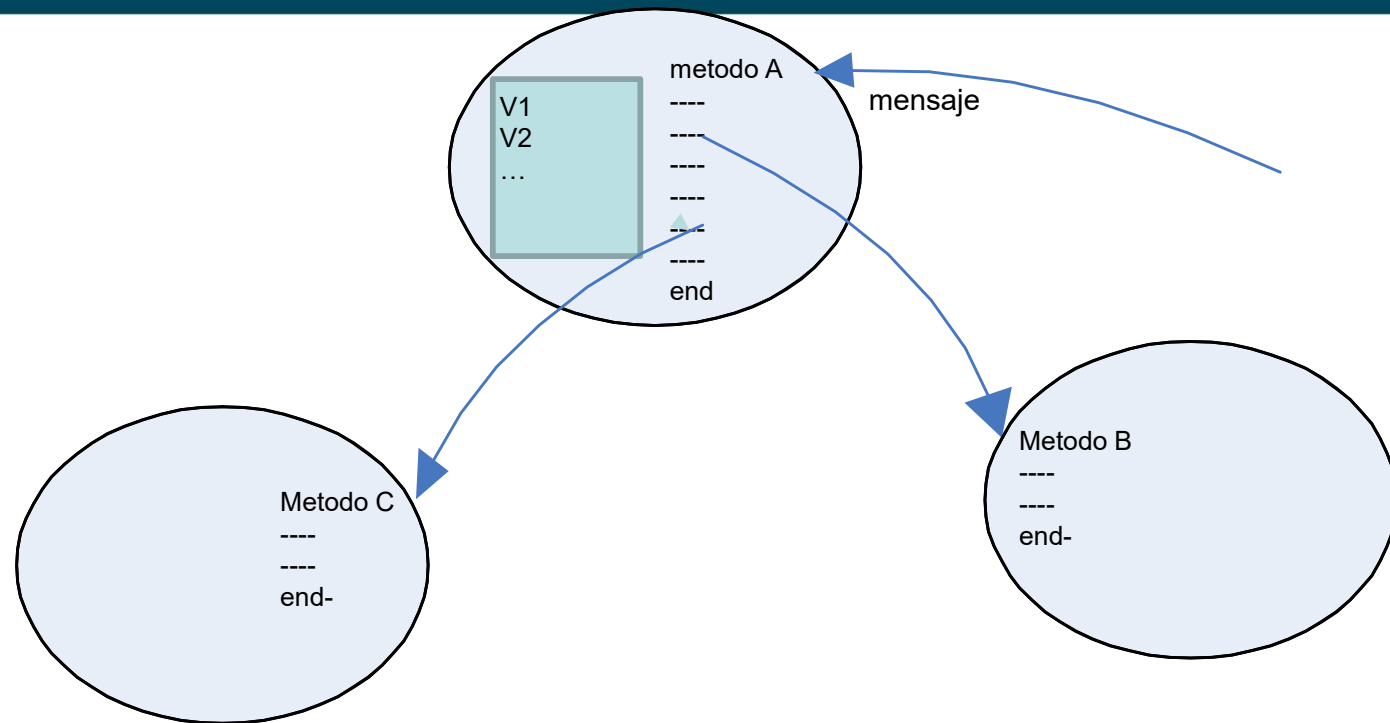 metodo A
----
----
----
----
----
----
end
V1
V2
…
mensaje
Metodo B
----
----
end-
Metodo C
----
----
end-